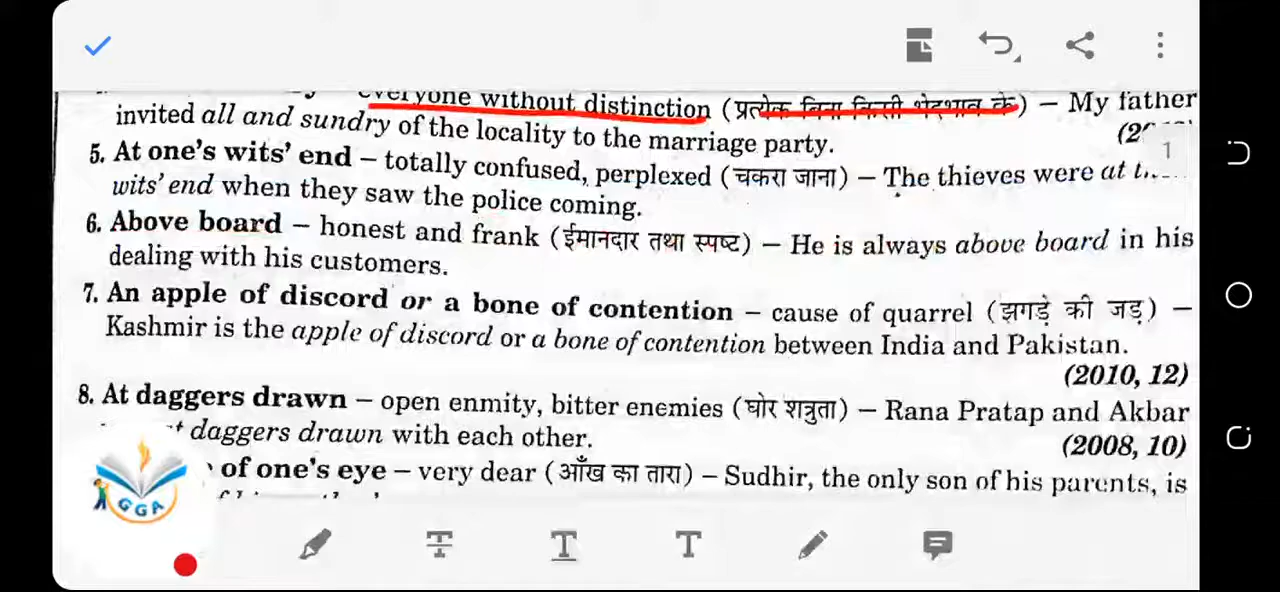 everyone without distinction (प्रत्येक बिना किसी भेदभाव के) – My father
invited all and sundry of the locality to the marriage party.
1
5. At one's wits' end – totally confused, perplexed (चकरा जाना) – The thieves were at
wits' end when they saw the police coming.
6. Above board – honest and frank (ईमानदार तथा स्पष्ट) – He is always above board in his
dealing with his customers.
7. An apple of discord or a bone of contention – cause of quarrel (झगड़े की जड़) –
Kashmir is the apple of discord or a bone of contention between India and Pakistan.
(2010, 12)
8. At daggers drawn – open enmity, bitter enemies (घोर शत्रुता) – Rana Pratap and Akbar
daggers drawn with each other.
(2008, 10)
of one's eye – very dear (आँख का तारा) – Sudhir, the only son of his parents, is
GGA
T
T
T